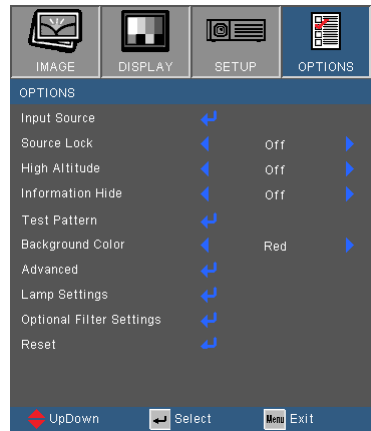 IMAGE DISPLAY SETUP OPTIONS
OPTIONS
Input Source
Source Lock Off
High Altitude Off
Information Hide Off
Test Pattern
Background Color Red
Advanced
Lamp Settings
Optional Filter Settings
Reset
UpDown Select Menu Exit